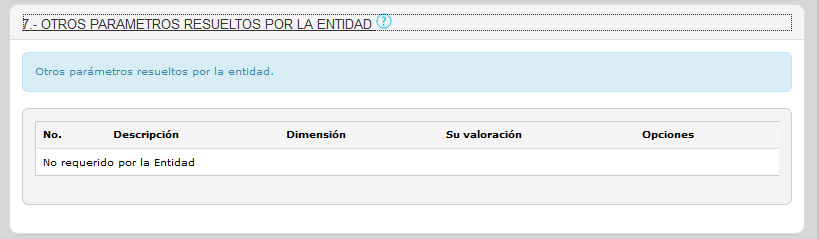 7.- OTROS PARAMETROS RESUELTOS POR LA ENTIDAD ?
Otros parámetros resueltos por la entidad.
No. Descripción Dimensión Su valoración Opciones
No requerido por la Entidad